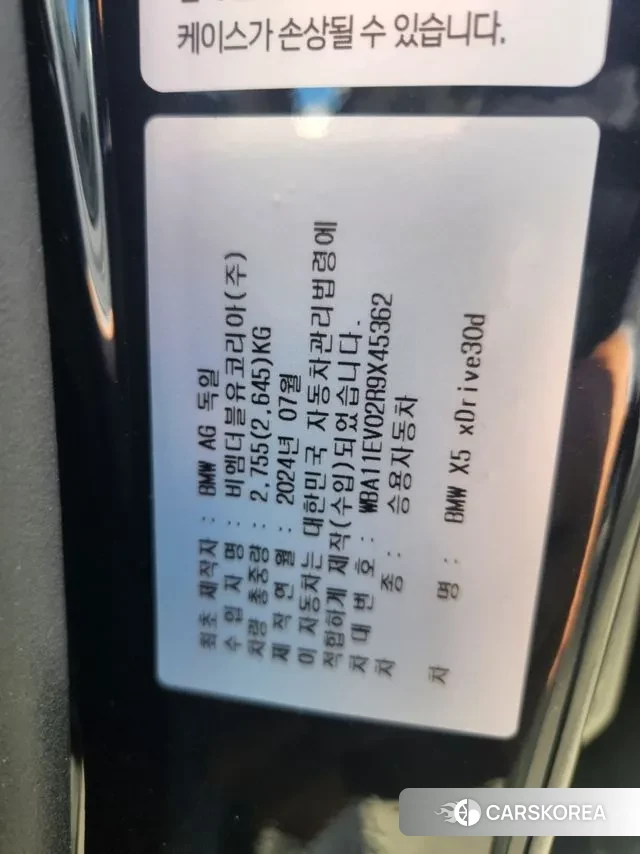 케이스가 손상될 수 있습니다.
최초 제작자 : BMW AG 독일
수 입 자 명 : 비엠더블유코리아(주)
차량 총중량 : 2,755(2,645)KG
제 작 연 월 : 2024년 07월
이 자동차는 대한민국 자동차관리법령에
적합하게 제작(수입)되었습니다.
차 대 번 호 : WBA11EV02R9X45362
차 종 : 승용자동차
차 명 : BMW X5 xDrive30d
CARSKOREA